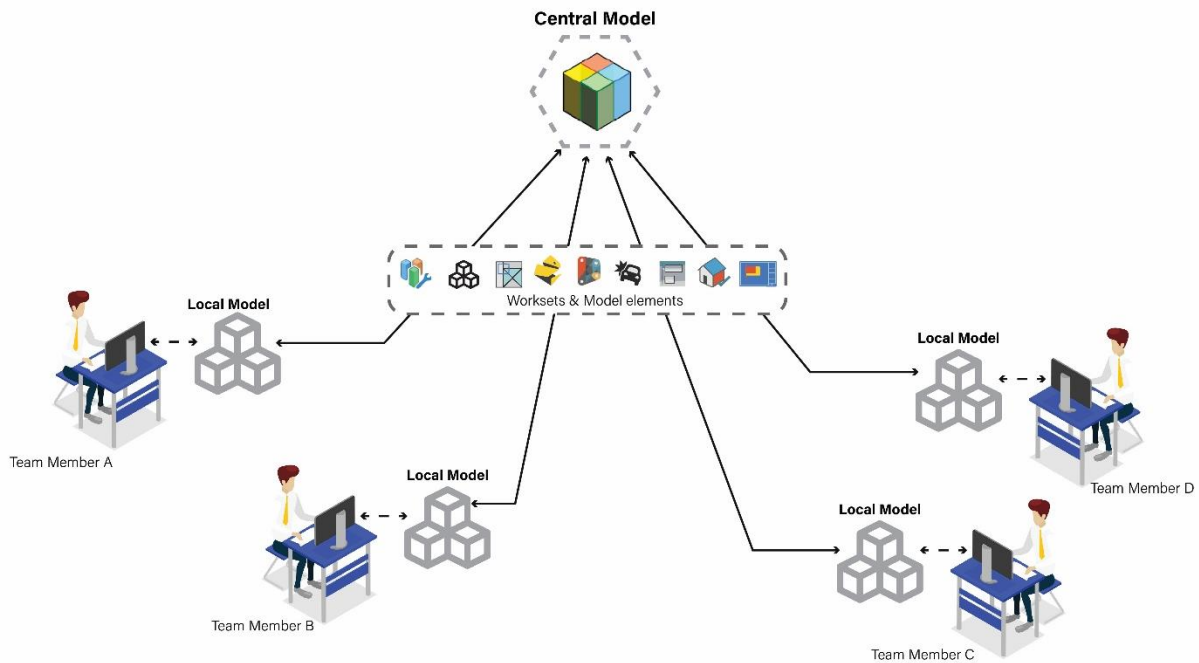 Central Model
Worksets & Model elements
Local Model
Team Member A
Local Model
Team Member B
Local Model
Team Member D
Local Model
Team Member C